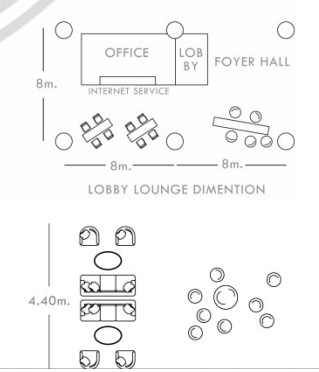 OFFICE
LOB
BY
FOYER HALL
8m.
INTERNET SERVICE
8m.
8m.
LOBBY LOUNGE DIMENTION
4.40m.